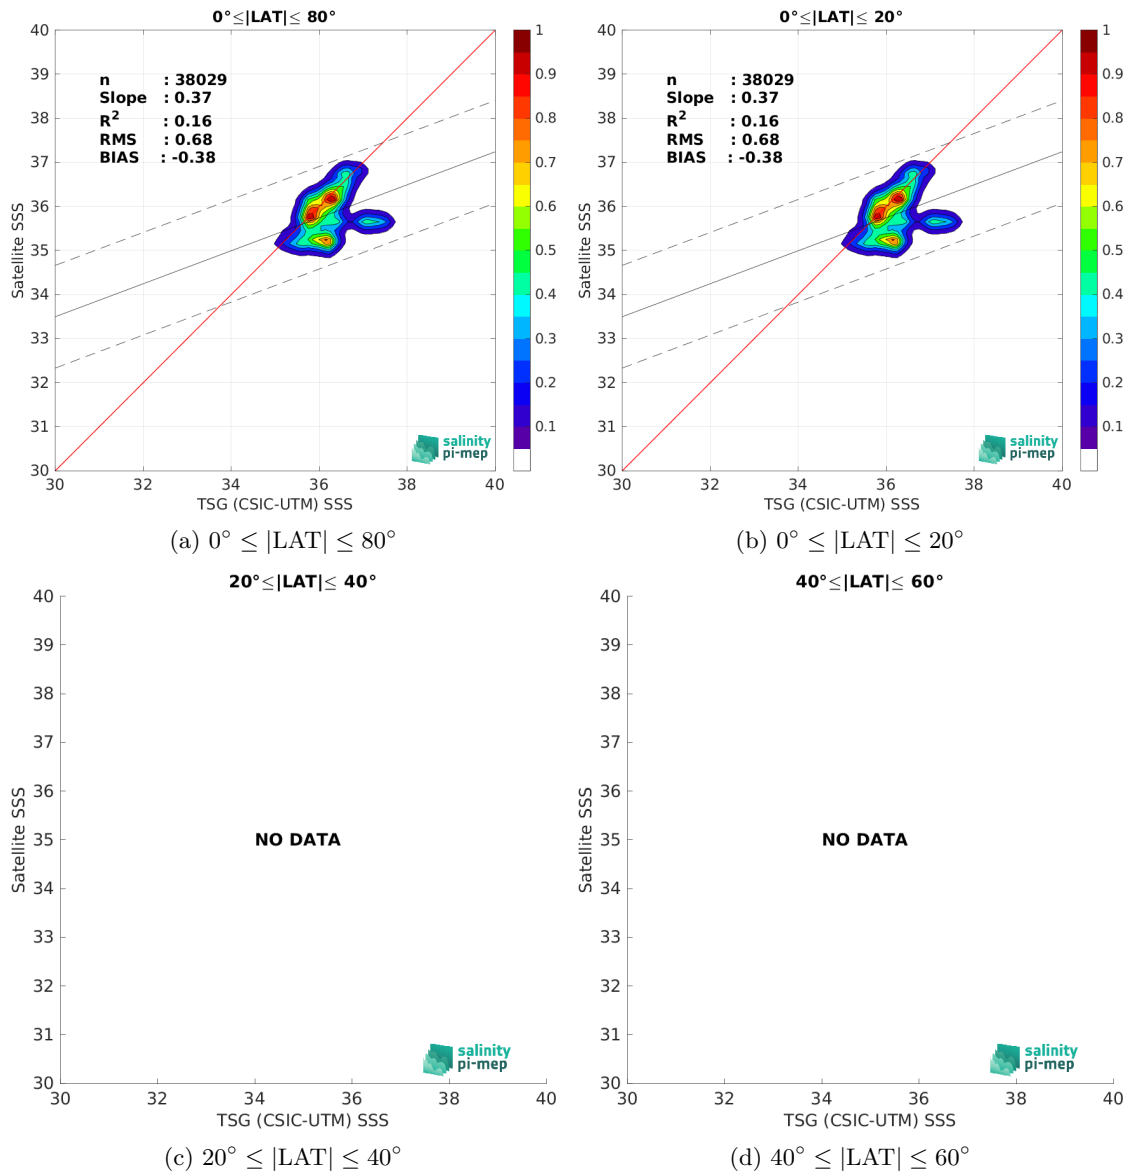 0°≤|LAT|≤ 80°
40
39
38
37
36
35
34
33
32
31
30
30
32
34
36
38
40
Satellite SSS
TSG (CSIC-UTM) SSS
n : 38029
Slope : 0.37
R2 : 0.16
RMS : 0.68
BIAS : -0.38
1
0.9
0.8
0.7
0.6
0.5
0.4
0.3
0.2
0.1
salinity
pi-mep
(a) 0° ≤ |LAT| ≤ 80°
0°≤|LAT|≤ 20°
40
39
38
37
36
35
34
33
32
31
30
30
32
34
36
38
40
Satellite SSS
TSG (CSIC-UTM) SSS
n : 38029
Slope : 0.37
R2 : 0.16
RMS : 0.68
BIAS : -0.38
1
0.9
0.8
0.7
0.6
0.5
0.4
0.3
0.2
0.1
salinity
pi-mep
(b) 0° ≤ |LAT| ≤ 20°
20°≤|LAT|≤ 40°
40
39
38
37
36
35
34
33
32
31
30
30
32
34
36
38
40
Satellite SSS
TSG (CSIC-UTM) SSS
NO DATA
salinity
pi-mep
(c) 20° ≤ |LAT| ≤ 40°
40°≤|LAT|≤ 60°
40
39
38
37
36
35
34
33
32
31
30
30
32
34
36
38
40
Satellite SSS
TSG (CSIC-UTM) SSS
NO DATA
salinity
pi-mep
(d) 40° ≤ |LAT| ≤ 60°